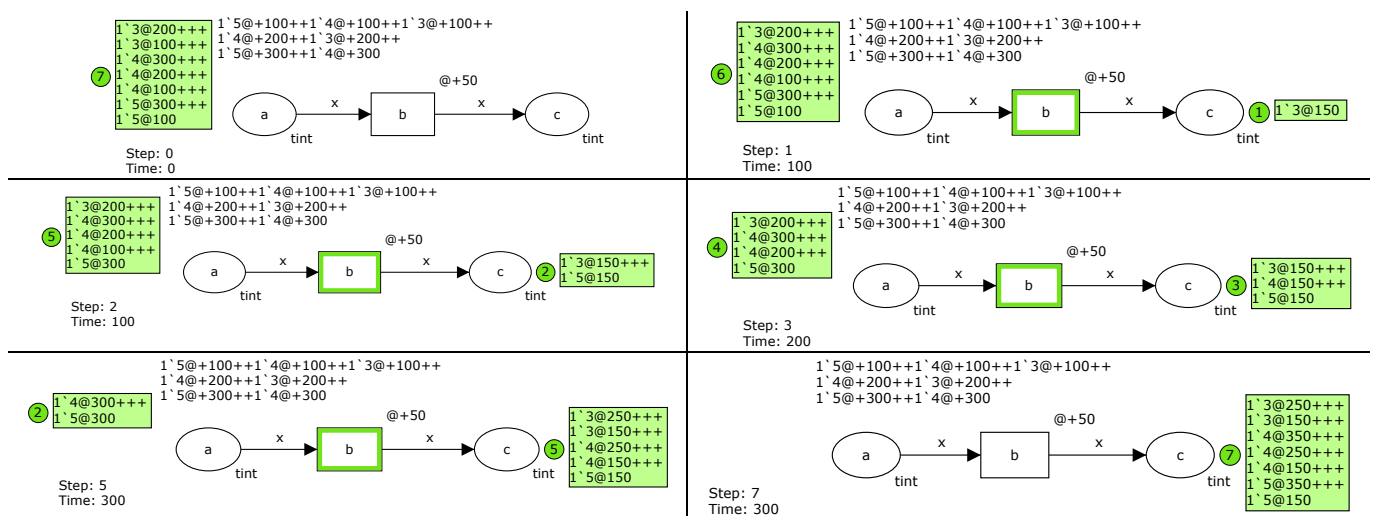 1`5@+100++1`4@+100++1`3@+100++
1`4@+200++1`3@+200++
1`5@+300++1`4@+300
7
1`3@200+++
1`3@100+++
1`4@300+++
1`4@200+++
1`4@100+++
1`5@300+++
1`5@100
@+50
a
x
b
x
c
tint
tint
Step: 0
Time: 0
1`5@+100++1`4@+100++1`3@+100++
1`4@+200++1`3@+200++
1`5@+300++1`4@+300
6
1`3@200+++
1`4@300+++
1`4@200+++
1`4@100+++
1`5@300+++
1`5@100
@+50
a
x
b
x
c
1
1`3@150
tint
tint
Step: 1
Time: 100
1`5@+100++1`4@+100++1`3@+100++
1`4@+200++1`3@+200++
1`5@+300++1`4@+300
5
1`3@200+++
1`4@300+++
1`4@200+++
1`4@100+++
1`5@300
@+50
a
x
b
x
c
2
1`3@150+++
1`5@150
tint
tint
Step: 2
Time: 100
1`5@+100++1`4@+100++1`3@+100++
1`4@+200++1`3@+200++
1`5@+300++1`4@+300
4
1`3@200+++
1`4@300+++
1`4@200+++
1`5@300
@+50
a
x
b
x
c
3
1`3@150+++
1`4@150+++
1`5@150
tint
tint
Step: 3
Time: 200
1`5@+100++1`4@+100++1`3@+100++
1`4@+200++1`3@+200++
1`5@+300++1`4@+300
2
1`4@300+++
1`5@300
@+50
a
x
b
x
c
5
1`3@250+++
1`3@150+++
1`4@250+++
1`4@150+++
1`5@150
tint
tint
Step: 5
Time: 300
1`5@+100++1`4@+100++1`3@+100++
1`4@+200++1`3@+200++
1`5@+300++1`4@+300
@+50
a
x
b
x
c
7
1`3@250+++
1`3@150+++
1`4@350+++
1`4@250+++
1`4@150+++
1`5@350+++
1`5@150
tint
tint
Step: 7
Time: 300